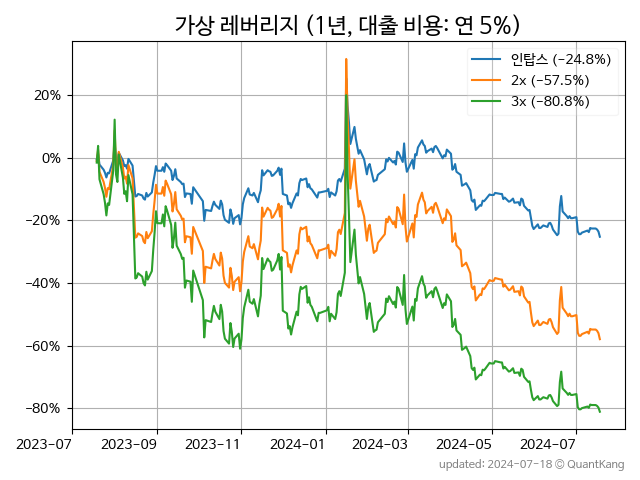 가상 레버리지 (1년, 대출 비용: 연 5%)
인탑스 (−24.8%)
2x (−57.5%)
3x (−80.8%)
20%
0%
−20%
−40%
−60%
−80%
2023-07 2023-09 2023-11 2024-01 2024-03 2024-05 2024-07
updated: 2024-07-18 ⓒ QuantKang